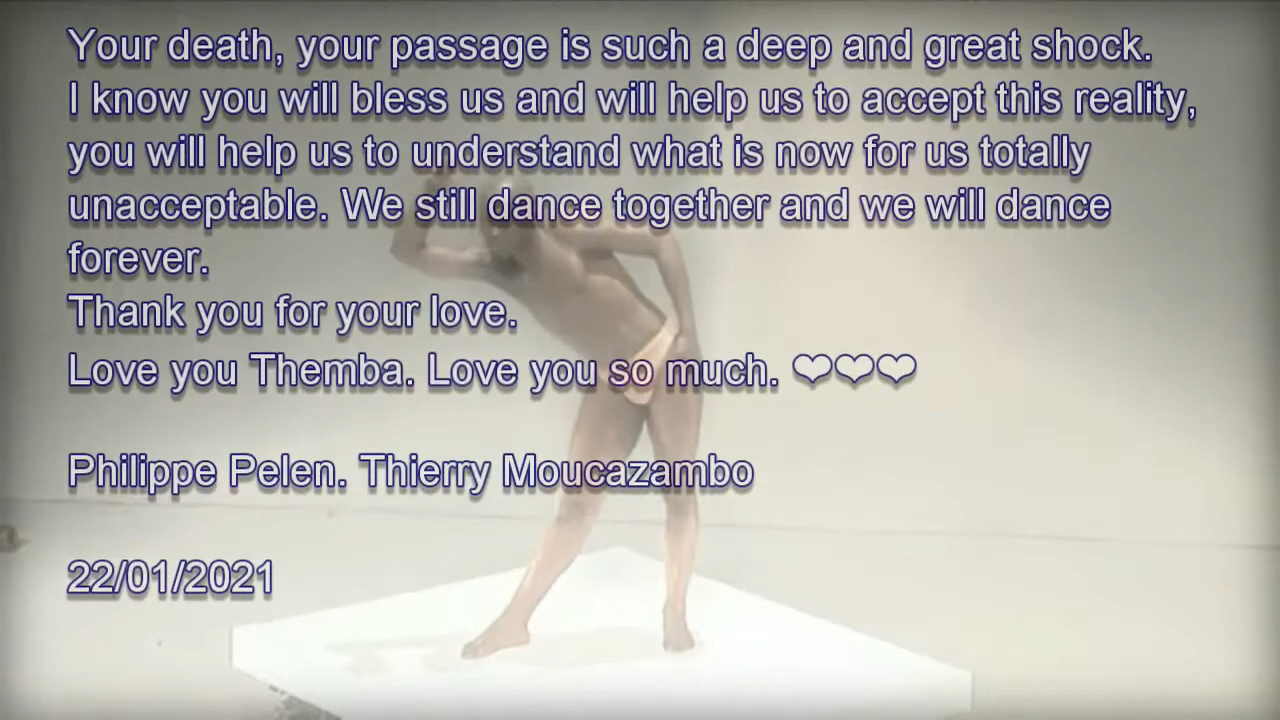 Your death, your passage is such a deep and great shock.
I know you will bless us and will help us to accept this reality,
you will help us to understand what is now for us totally
unacceptable. We still dance together and we will dance
forever.
Thank you for your love.
Love you Themba. Love you so much. ❤❤❤
Philippe Pelen. Thierry Moucazambo
22/01/2021